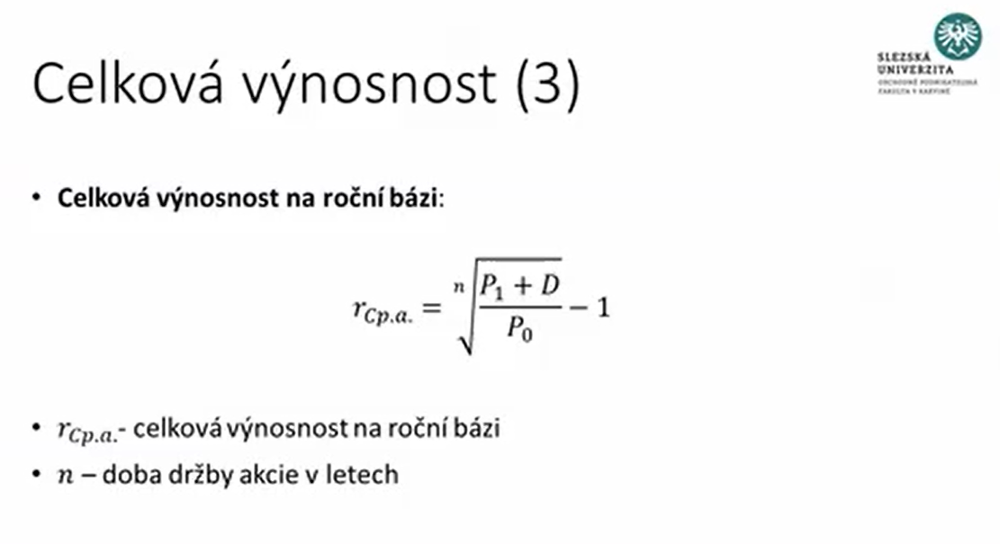 Celková výnosnost (3)
SLEZSKÁ
UNIVERZITA
OBCHODNĚ PODNIKATELSKÁ
FAKULTA V KARVINÉ
• Celková výnosnost na roční bázi:
r_{Cp.a.} = \sqrt[n]{\frac{P_1 + D}{P_0}} − 1
• r_{Cp.a.}- celková výnosnost na roční bázi
• n – doba držby akcie v letech